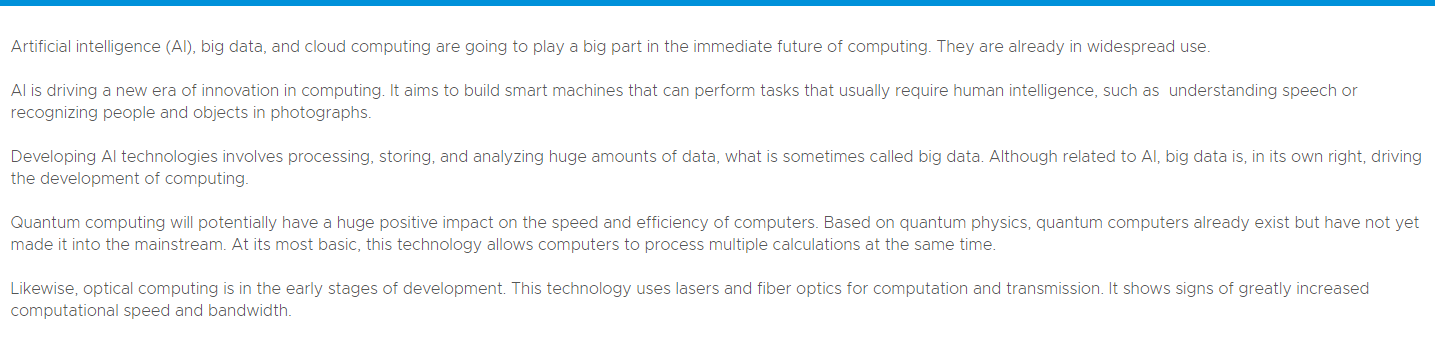 Artificial intelligence (AI), big data, and cloud computing are going to play a big part in the immediate future of computing. They are already in widespread use.
AI is driving a new era of innovation in computing. It aims to build smart machines that can perform tasks that usually require human intelligence, such as  understanding speech or
recognizing people and objects in photographs.
Developing AI technologies involves processing, storing, and analyzing huge amounts of data, what is sometimes called big data. Although related to AI, big data is, in its own right, driving
the development of computing.
Quantum computing will potentially have a huge positive impact on the speed and efficiency of computers. Based on quantum physics, quantum computers already exist but have not yet
made it into the mainstream. At its most basic, this technology allows computers to process multiple calculations at the same time.
Likewise, optical computing is in the early stages of development. This technology uses lasers and fiber optics for computation and transmission. It shows signs of greatly increased
computational speed and bandwidth.